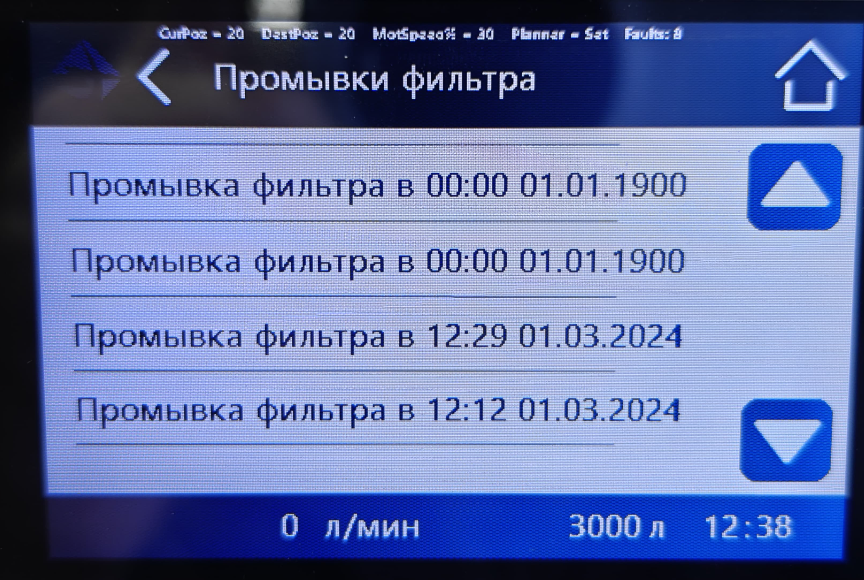 CurPoz = 20 DestPoz = 20 MotSpeed% = 30 Planner = Set Faults: 8
Промывки фильтра
Промывка фильтра в 00:00 01.01.1900
Промывка фильтра в 00:00 01.01.1900
Промывка фильтра в 12:29 01.03.2024
Промывка фильтра в 12:12 01.03.2024
0 л/мин 3000 л 12:38